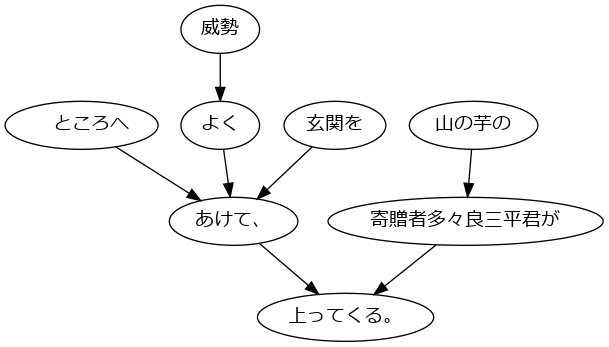 威勢
ところへ
よく
玄関を
山の芋の
あけて、
寄贈者多々良三平君が
上ってくる。